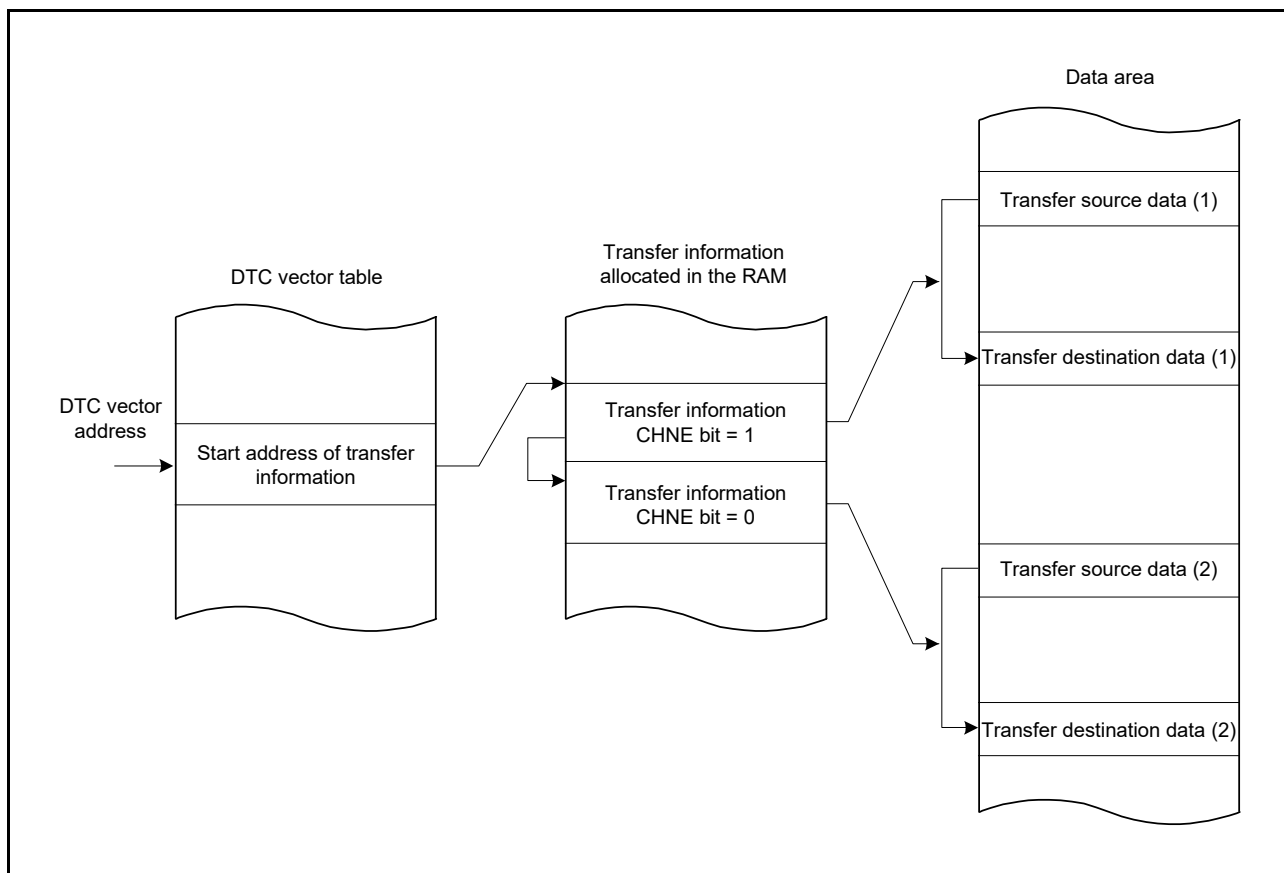 Data area
Transfer source data (1)
Transfer information
allocated in the RAM
DTC vector table
Transfer destination data (1)
DTC vector
address
Transfer information
CHNE bit = 1
Start address of transfer
information
Transfer information
CHNE bit = 0
Transfer source data (2)
Transfer destination data (2)